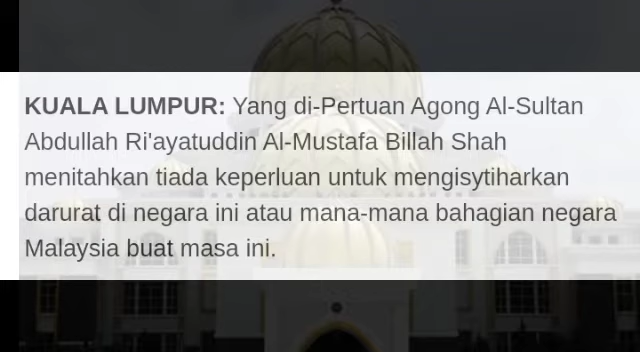 KUALA LUMPUR: Yang di-Pertuan Agong Al-Sultan
Abdullah Ri'ayatuddin Al-Mustafa Billah Shah
menitahkan tiada keperluan untuk mengisytiharkan
darurat di negara ini atau mana-mana bahagian negara
Malaysia buat masa ini.